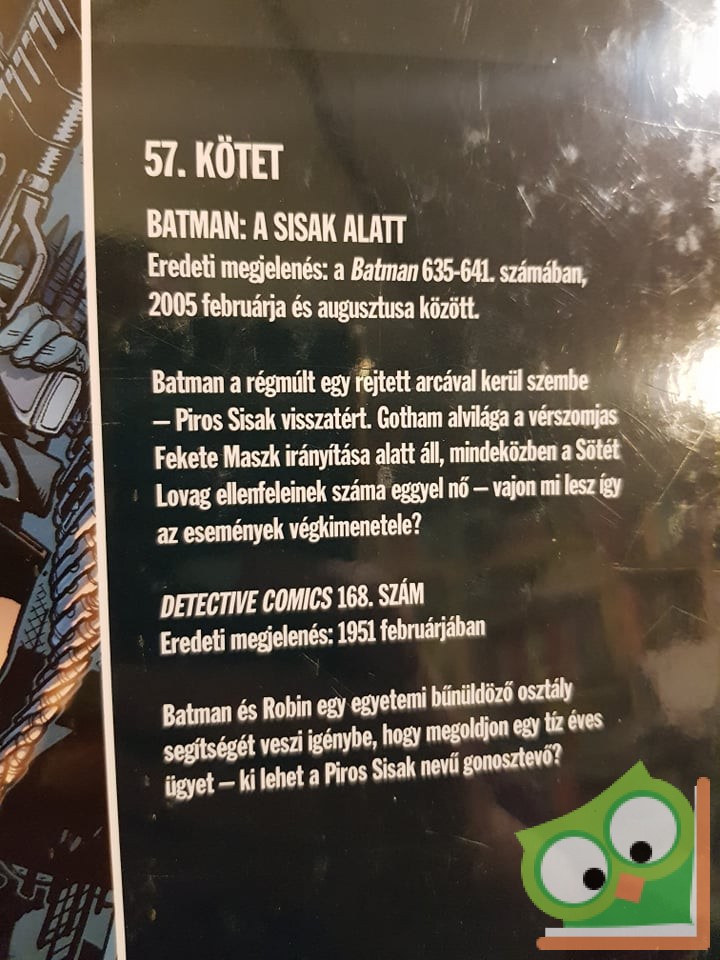 57. KÖTET
BATMAN: A SISAK ALATT
Eredeti megjelenés: a Batman 635-641. számában,
2005 februárja és augusztusa között.
Batman a régmúlt egy rejtett arcával kerül szembe
– Piros Sisak visszatért. Gotham alvilága a vérszomjas
Fekete Maszk irányítása alatt áll, mindeközben a Sötét
Lovag ellenfeleinek száma eggyel nő – vajon mi lesz így
az események végkimenetele?
DETECTIVE COMICS 168. SZÁM
Eredeti megjelenés: 1951 februárjában
Batman és Robin egy egyetemi bűnüldöző osztály
segítségét veszi igénybe, hogy megoldjon egy tíz éves
ügyet – ki lehet a Piros Sisak nevű gonosztevő?